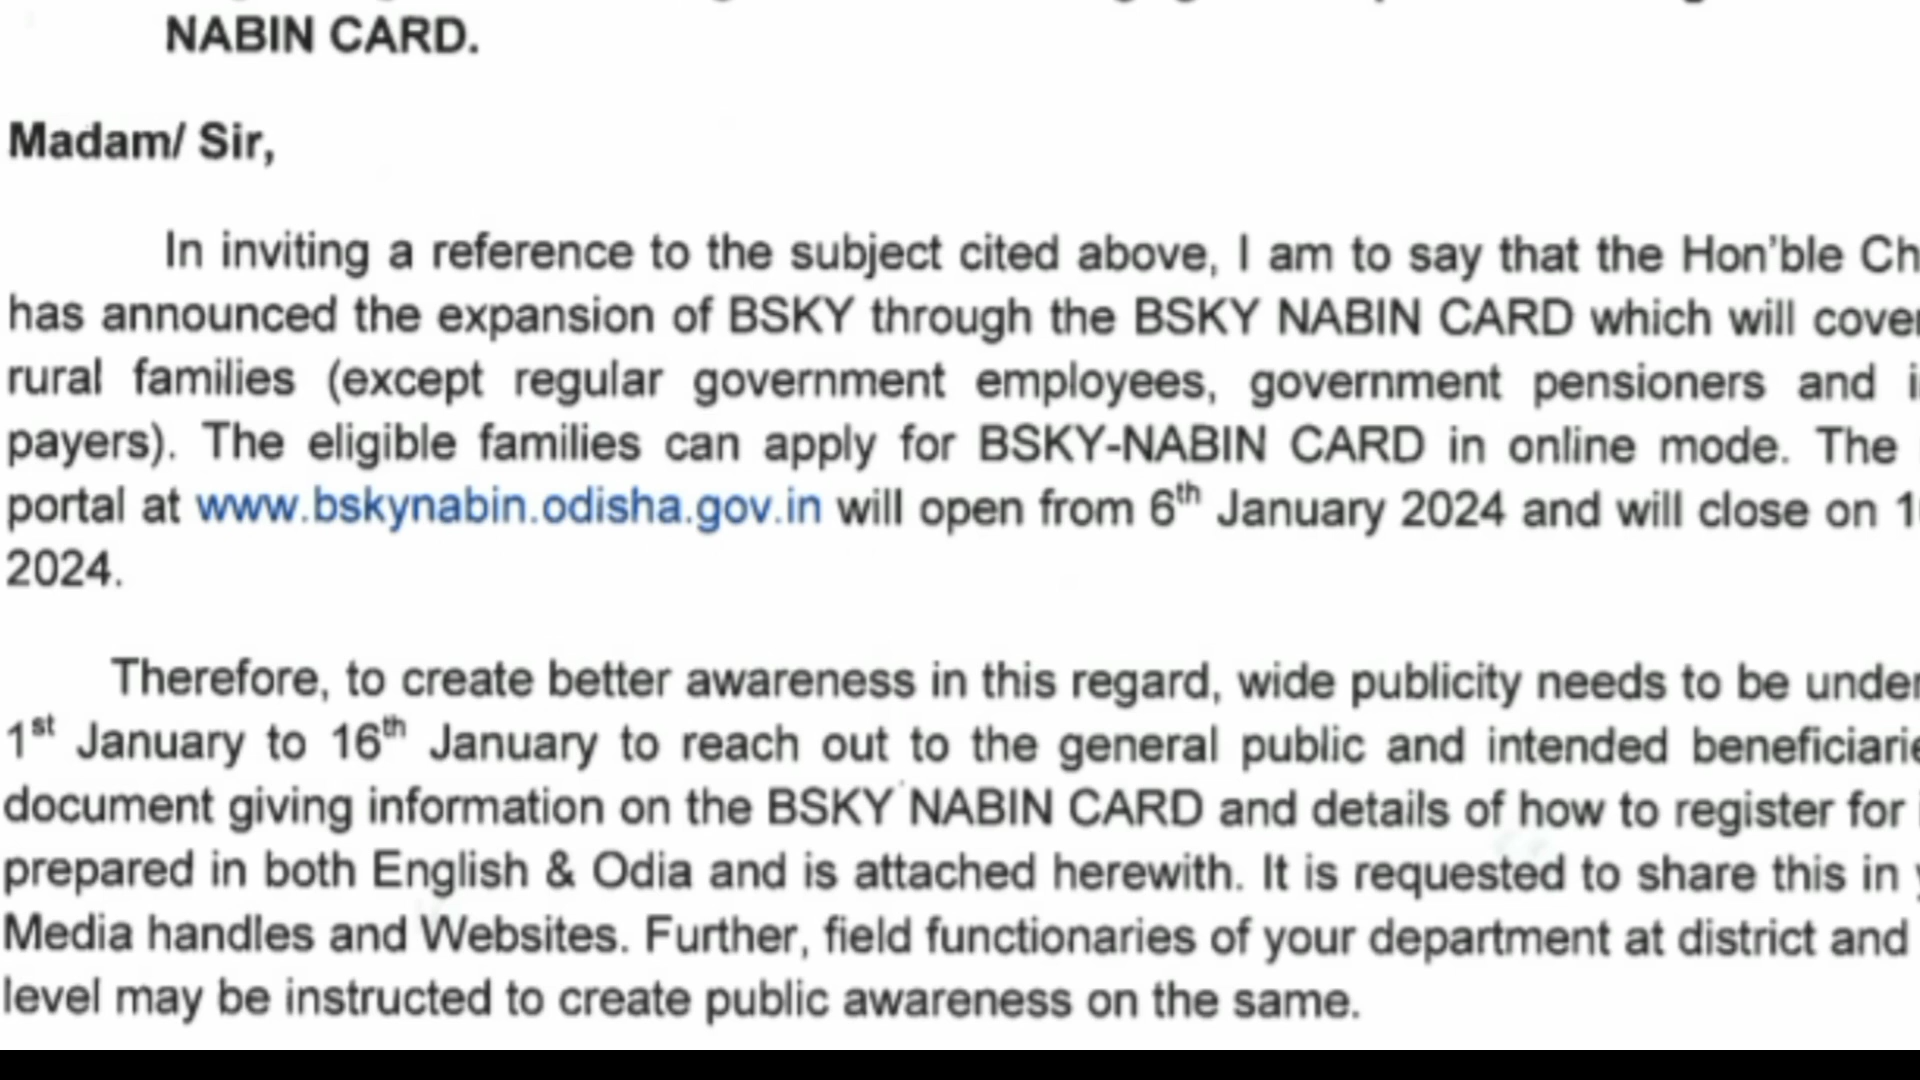 NABIN CARD.
Madam/ Sir,
In inviting a reference to the subject cited above, I am to say that the Hon'ble Ch
has announced the expansion of BSKY through the BSKY NABIN CARD which will cover
rural families (except regular government employees, government pensioners and i
payers). The eligible families can apply for BSKY-NABIN CARD in online mode. The
portal at www.bskynabin.odisha.gov.in will open from 6th January 2024 and will close on 1
2024.
Therefore, to create better awareness in this regard, wide publicity needs to be under
1st January to 16th January to reach out to the general public and intended beneficiarie
document giving information on the BSKY NABIN CARD and details of how to register for
prepared in both English & Odia and is attached herewith. It is requested to share this in
Media handles and Websites. Further, field functionaries of your department at district and
level may be instructed to create public awareness on the same.